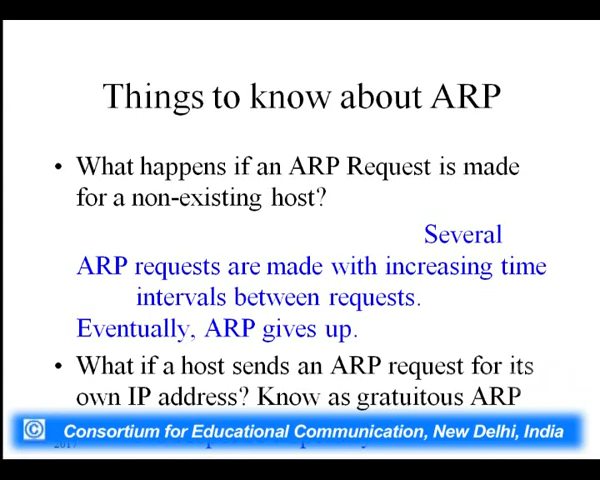 Things to know about ARP
• What happens if an ARP Request is made
for a non-existing host?
Several
ARP requests are made with increasing time
intervals between requests.
Eventually, ARP gives up.
• What if a host sends an ARP request for its
own IP address? Know as gratuitous ARP
© Consortium for Educational Communication, New Delhi, India